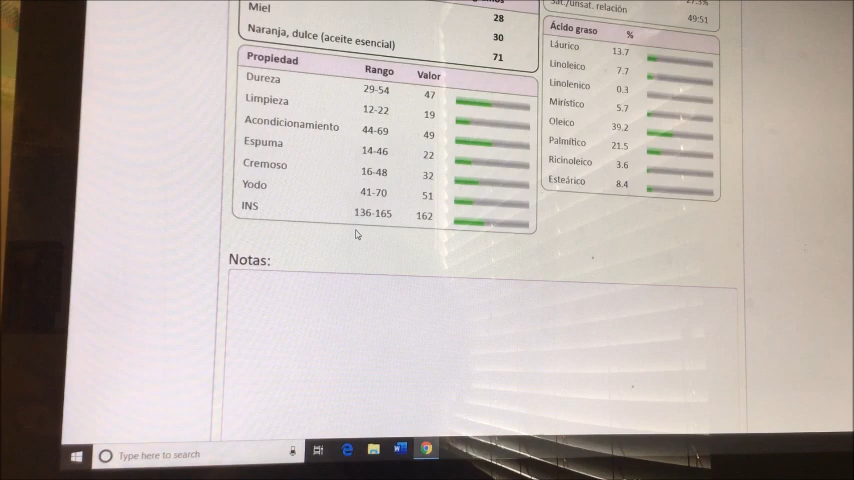 Miel 28
Naranja, dulce (aceite esencial) 30
71
Propiedad Rango Valor
Dureza 29-54 47
Limpieza 12-22 19
Acondicionamiento 44-69 49
Espuma 14-46 22
Cremoso 16-48 32
Yodo 41-70 51
INS 136-165 162
Sat./unsat. relación 49:51
Ácido graso %
Láurico 13.7
Linoleico 7.7
Linolenico 0.3
Mirístico 5.7
Oleico 39.2
Palmítico 21.5
Ricinoleico 3.6
Esteárico 8.4
Notas:
Type here to search